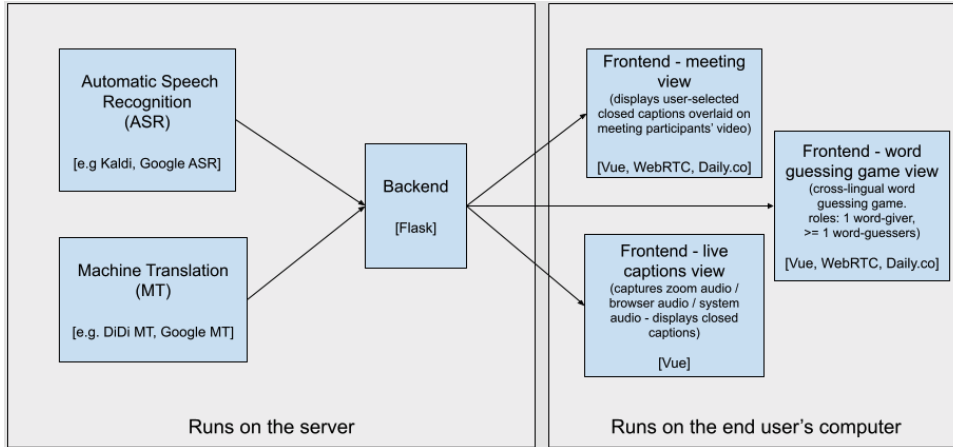 Automatic Speech
Recognition
(ASR)
[e.g Kaldi, Google ASR]
Machine Translation
(MT)
[e.g. DiDi MT, Google MT]
Backend
[Flask]
Runs on the server
Frontend - meeting
view
(displays user-selected
closed captions overlaid on
meeting participants' video)
[Vue, WebRTC, Daily.co]
Frontend - word
guessing game view
(cross-lingual word
guessing game.
roles: 1 word-giver,
>= 1 word-guessers)
[Vue, WebRTC, Daily.co]
Frontend - live
captions view
(captures zoom audio /
browser audio / system
audio - displays closed
captions)
[Vue]
Runs on the end user's computer